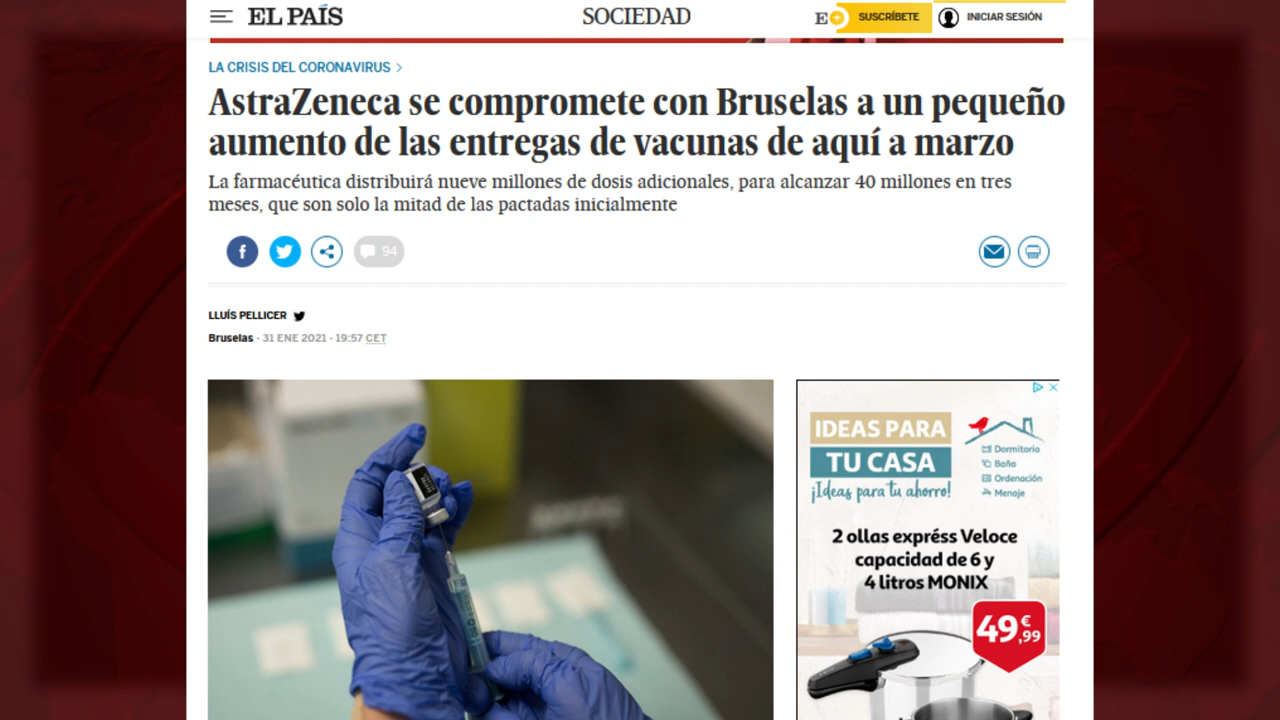 EL PAÍS
SOCIEDAD
E+
SUSCRÍBETE
INICIAR SESIÓN
LA CRISIS DEL CORONAVIRUS >
AstraZeneca se compromete con Bruselas a un pequeño
aumento de las entregas de vacunas de aquí a marzo
La farmacéutica distribuirá nueve millones de dosis adicionales, para alcanzar 40 millones en tres
meses, que son solo la mitad de las pactadas inicialmente
94
LLUÍS PELLICER
Bruselas - 31 ENE 2021 - 19:57 CET
IDEAS PARA
TU CASA
¡Ideas para tu ahorro!
Dormitorio
Baño
Ordenación
Menaje
2 ollas exprés​s Veloce
capacidad de 6 y
4 litros MONIX
49,99 €